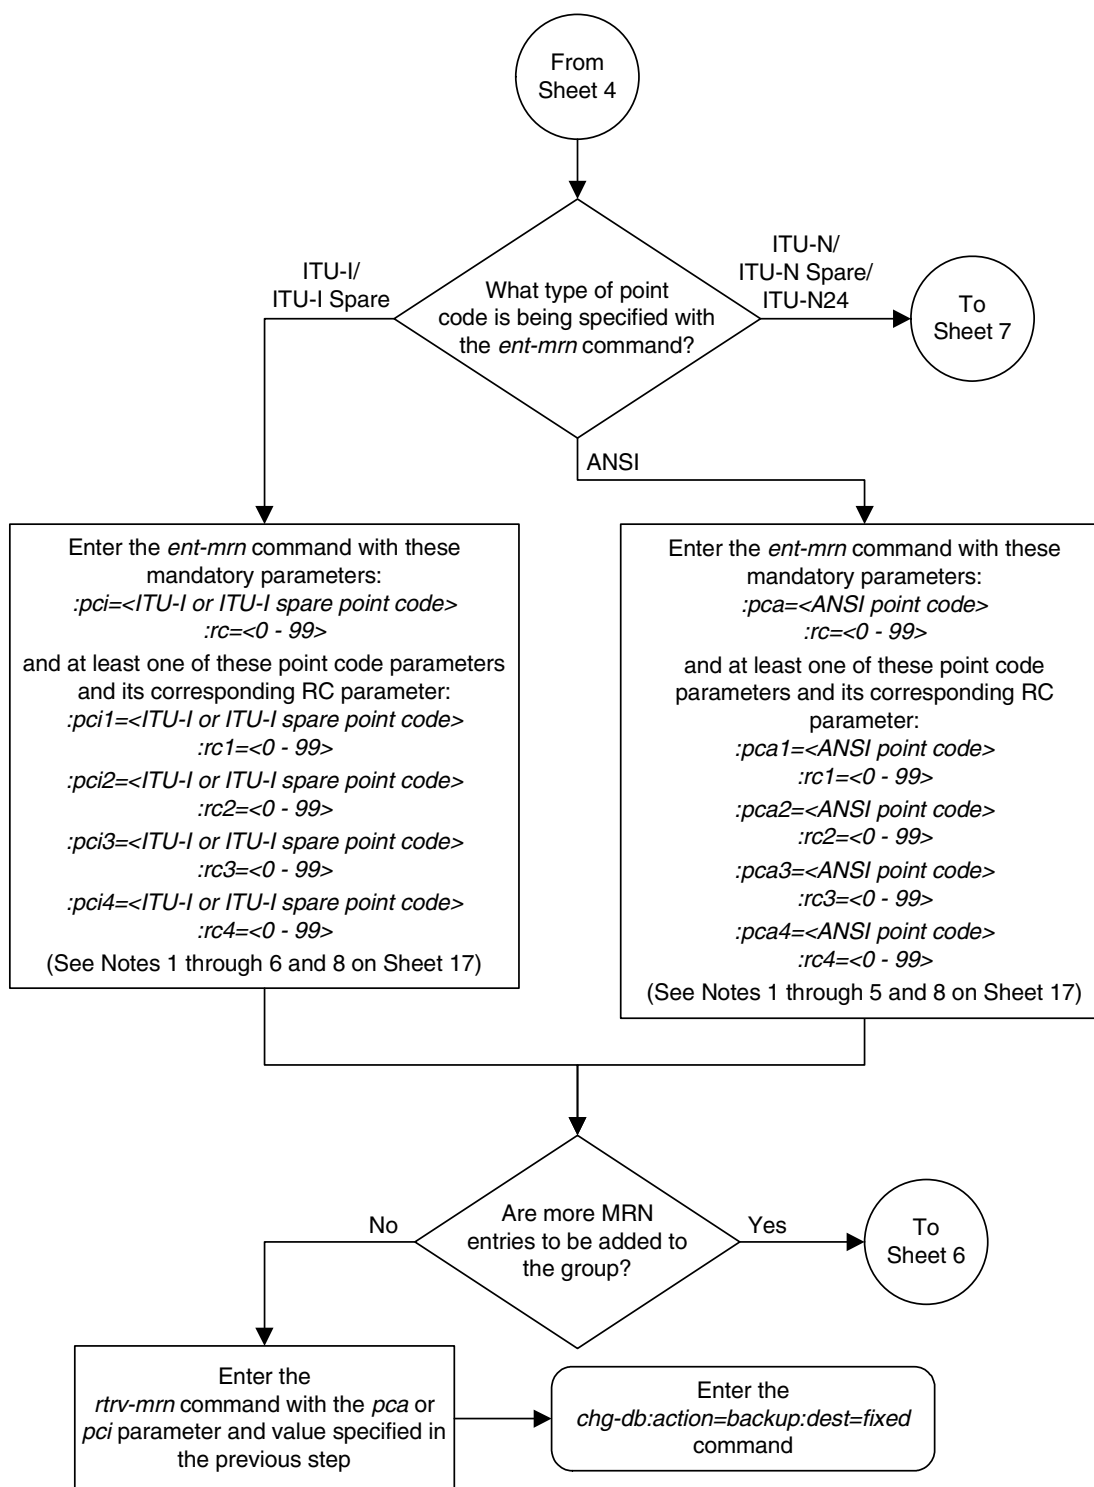 From
Sheet 4
ITU-I/
ITU-I Spare
What type of point
code is being specified with
the ent-mrn command?
ITU-N/
ITU-N Spare/
ITU-N24
To
Sheet 7
ANSI
Enter the ent-mrn command with these
mandatory parameters:
:pci=<ITU-I or ITU-I spare point code>
:rc=<0 - 99>
and at least one of these point code parameters
and its corresponding RC parameter:
:pci1=<ITU-I or ITU-I spare point code>
:rc1=<0 - 99>
:pci2=<ITU-I or ITU-I spare point code>
:rc2=<0 - 99>
:pci3=<ITU-I or ITU-I spare point code>
:rc3=<0 - 99>
:pci4=<ITU-I or ITU-I spare point code>
:rc4=<0 - 99>
(See Notes 1 through 6 and 8 on Sheet 17)
Enter the ent-mrn command with these
mandatory parameters:
:pca=<ANSI point code>
:rc=<0 - 99>
and at least one of these point code
parameters and its corresponding RC
parameter:
:pca1=<ANSI point code>
:rc1=<0 - 99>
:pca2=<ANSI point code>
:rc2=<0 - 99>
:pca3=<ANSI point code>
:rc3=<0 - 99>
:pca4=<ANSI point code>
:rc4=<0 - 99>
(See Notes 1 through 5 and 8 on Sheet 17)
No
Are more MRN
entries to be added to
the group?
Yes
To
Sheet 6
Enter the
rtrv-mrn command with the pca or
pci parameter and value specified in
the previous step
Enter the
chg-db:action=backup:dest=fixed
command